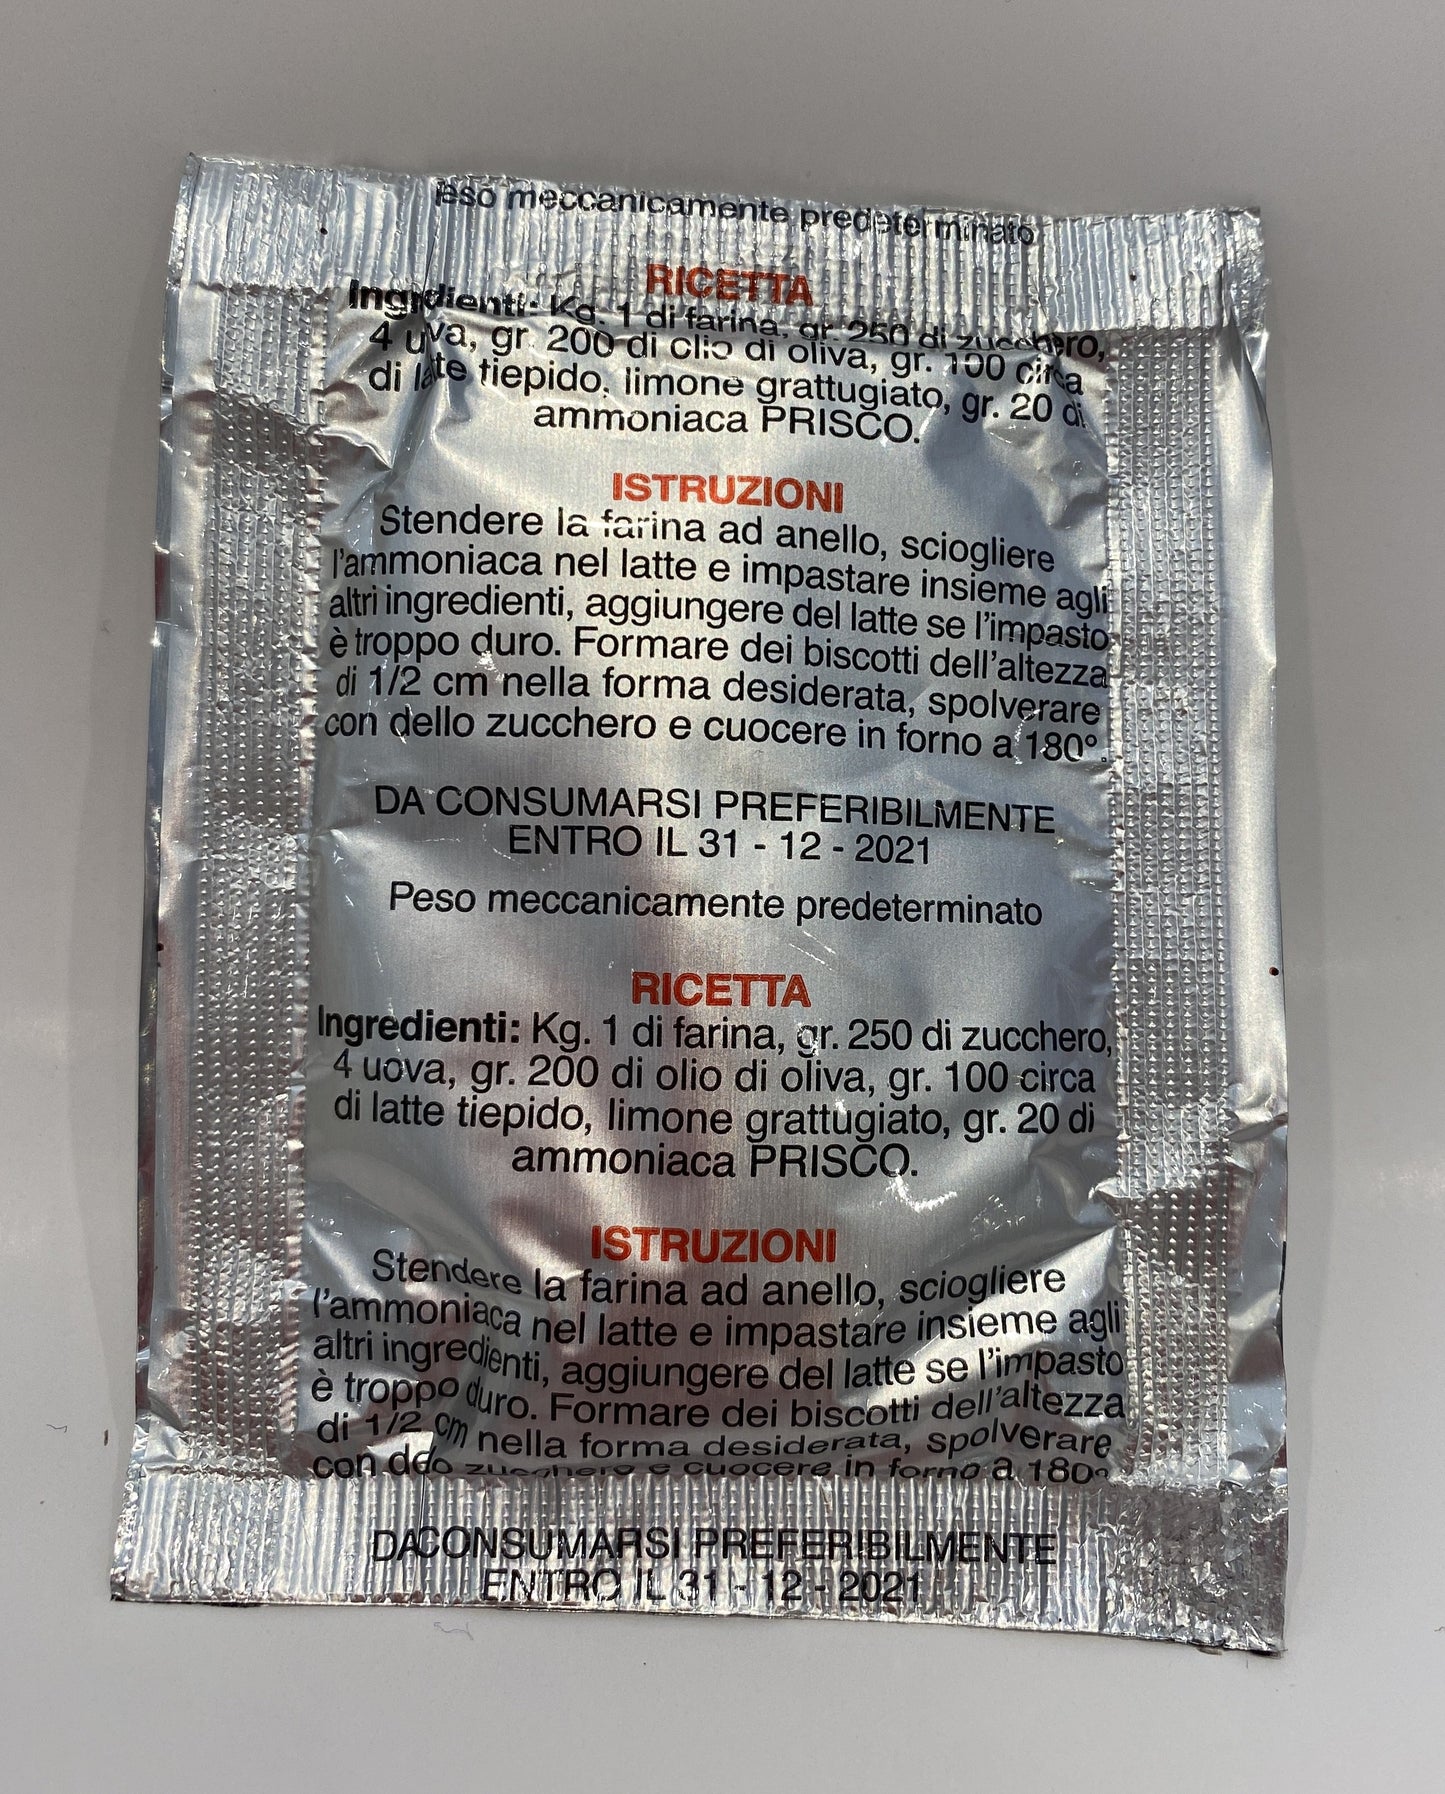 eso meccanicamente predeterminato
RICETTA
Ingredienti: Kg. 1 di farina, gr. 250 di zucchero,
4 uva, gr. 200 di olio di oliva, gr. 100 circa
di latte tiepido, limone grattugiato, gr. 20 di
ammoniaca PRISCO.
ISTRUZIONI
Stendere la farina ad anello, sciogliere
l'ammoniaca nel latte e impastare insieme agli
altri ingredienti, aggiungere del latte se l'impasto
è troppo duro. Formare dei biscotti dell'altezza
di 1/2 cm nella forma desiderata, spolverare
con dello zucchero e cuocere in forno a 180°.
DA CONSUMARSI PREFERIBILMENTE
ENTRO IL 31 - 12 - 2021
Peso meccanicamente predeterminato
RICETTA
Ingredienti: Kg. 1 di farina, gr. 250 di zucchero,
4 uova, gr. 200 di olio di oliva, gr. 100 circa
di latte tiepido, limone grattugiato, gr. 20 di
ammoniaca PRISCO.
ISTRUZIONI
Stendere la farina ad anello, sciogliere
l'ammoniaca nel latte e impastare insieme agli
altri ingredienti, aggiungere del latte se l'impasto
è troppo duro. Formare dei biscotti dell'altezza
di 1/2 cm nella forma desiderata, spolverare
con ddo zucchero e cuocere in forno a 180°
DA CONSUMARSI PREFERIBILMENTE
ENTRO IL 31 - 12 - 2021